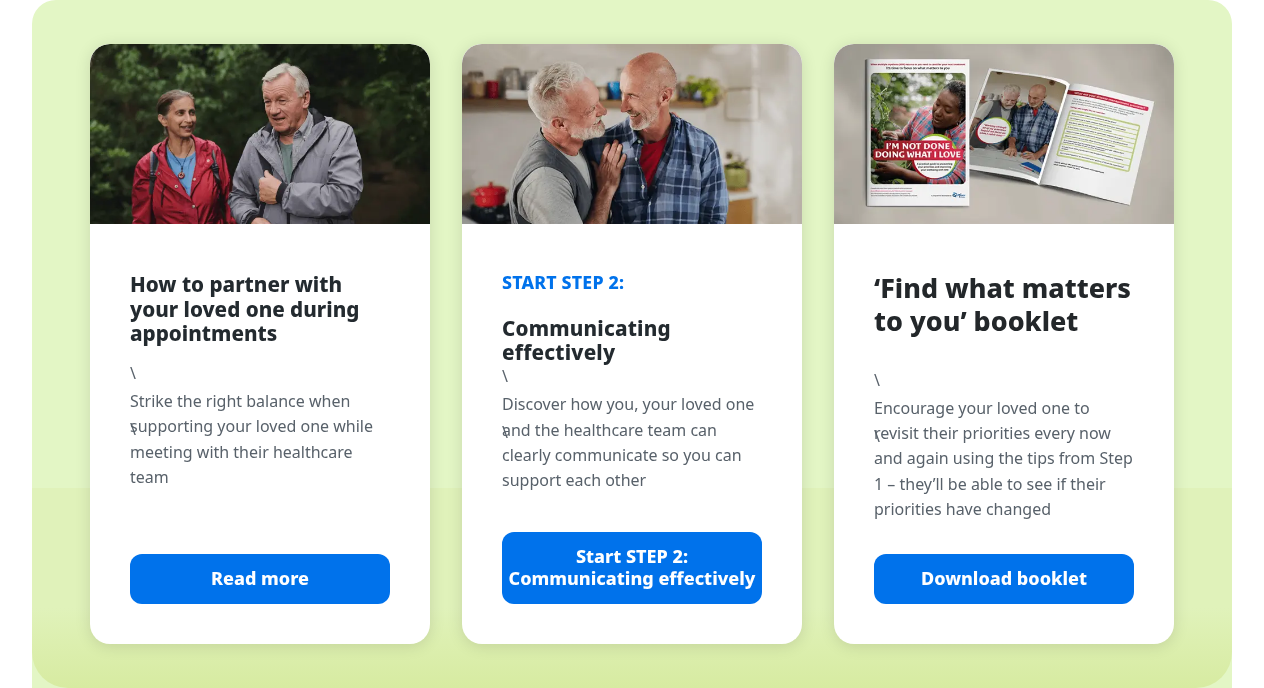 I'M NOT DONE
DOING WHAT I LOVE
How to partner with
your loved one during
appointments
\
Strike the right balance when
supporting your loved one while
\
meeting with their healthcare
team
Read more
START STEP 2:
Communicating
effectively
\
Discover how you, your loved one
and the healthcare team can
\
clearly communicate so you can
support each other
Start STEP 2:
Communicating effectively
‘Find what matters
to you’ booklet
\
Encourage your loved one to
revisit their priorities every now
\
and again using the tips from Step
1 – they’ll be able to see if their
priorities have changed
Download booklet